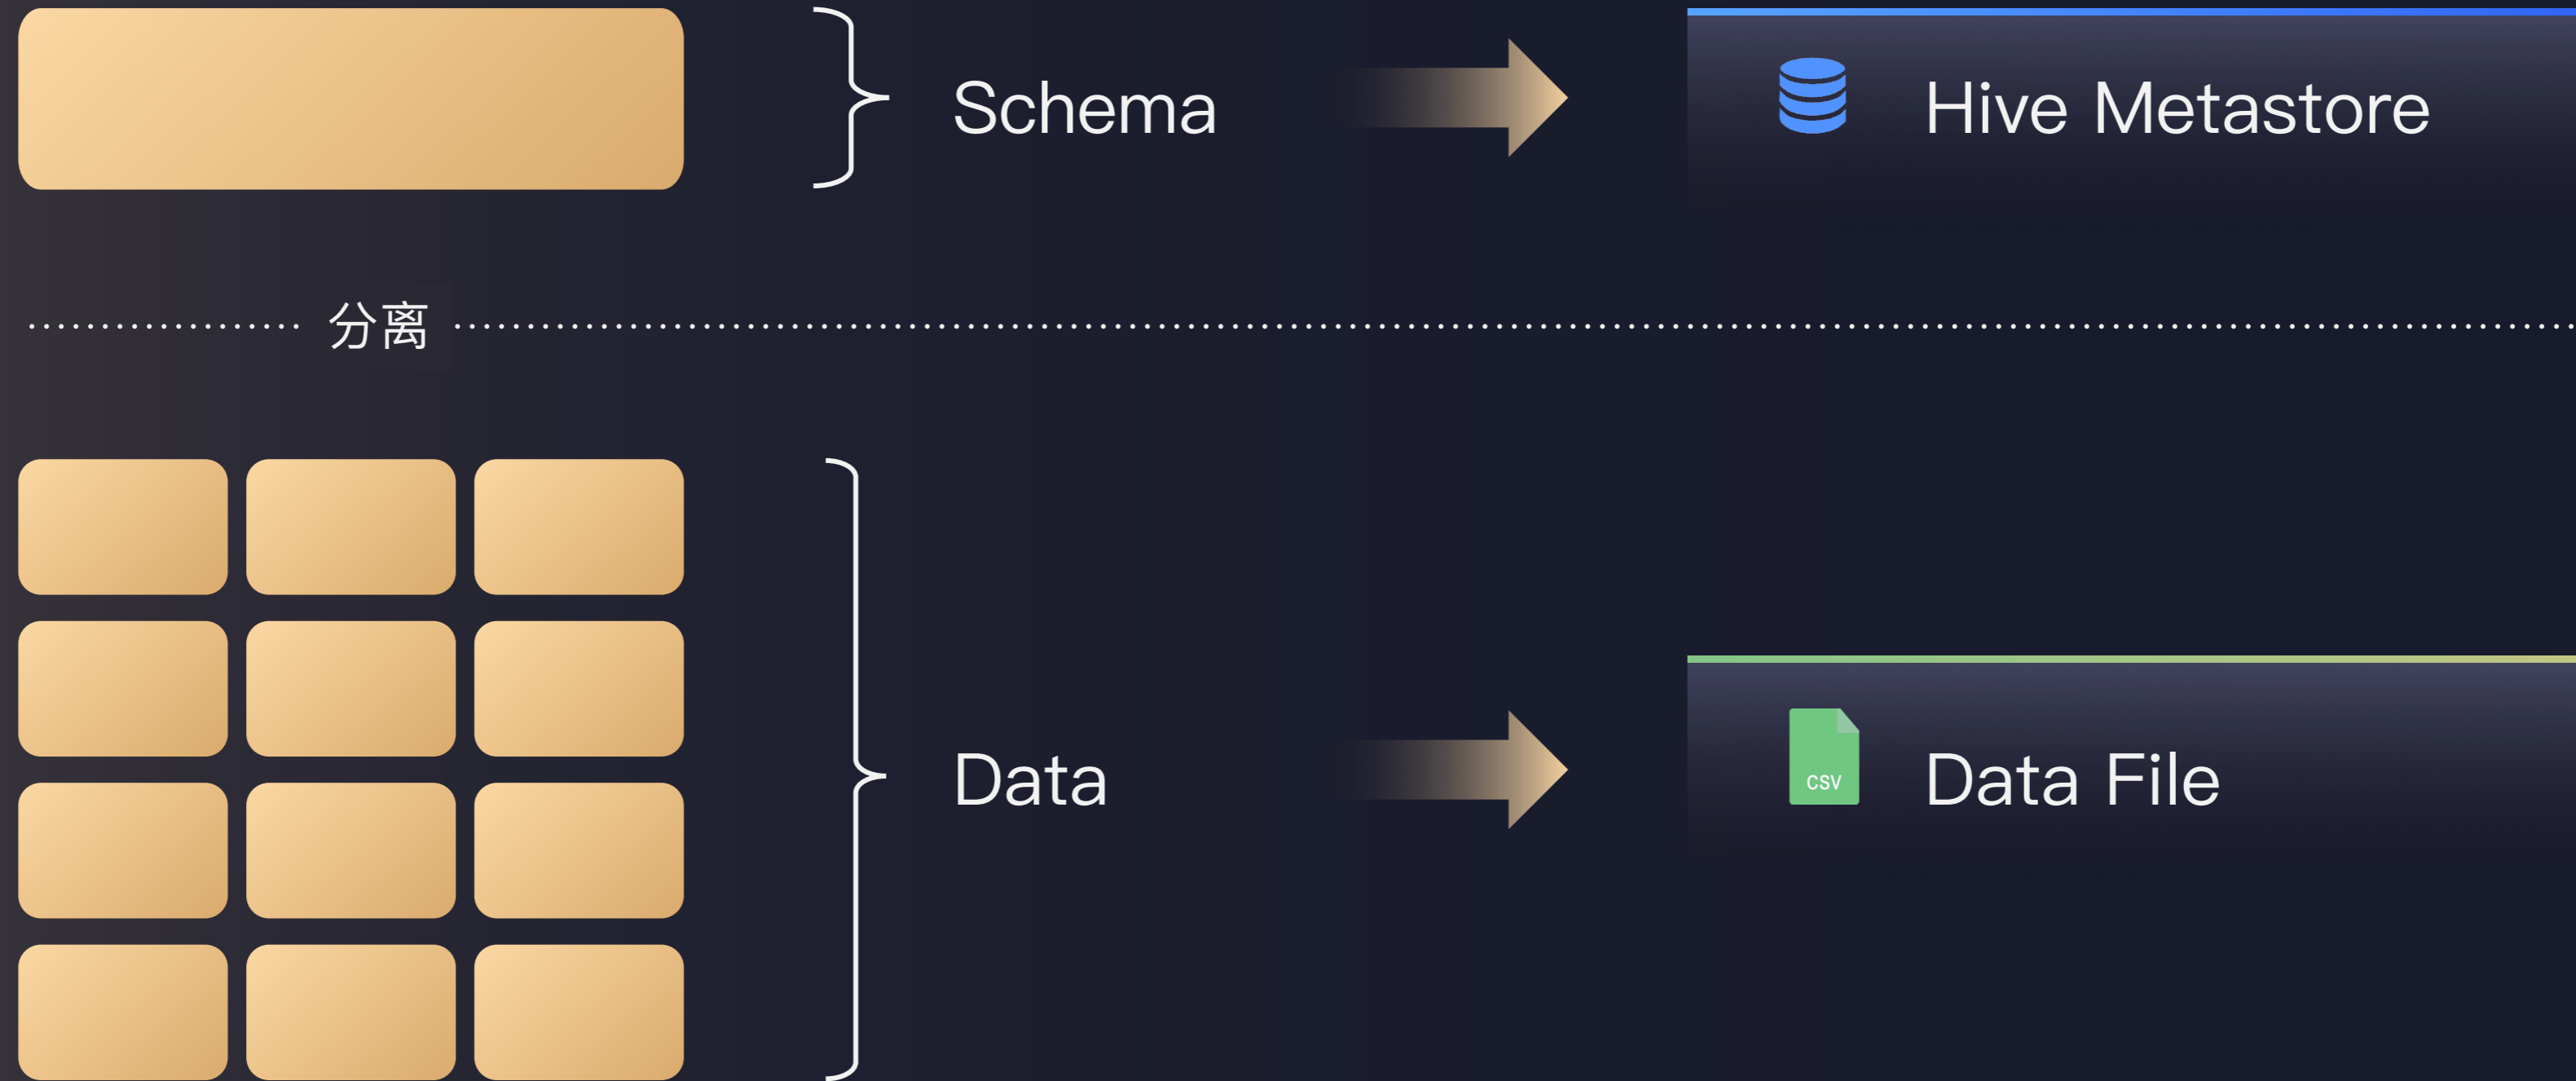 Schema
Hive Metastore
分离
Data
CSV
Data File